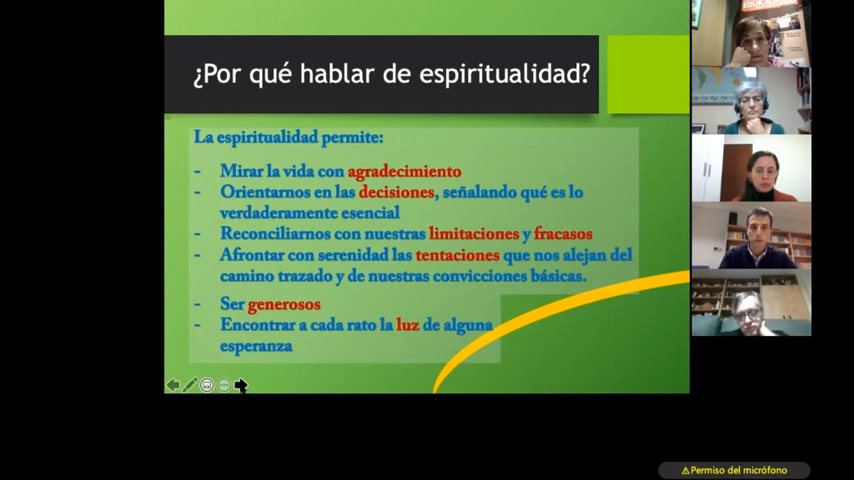 ¿Por qué hablar de espiritualidad?
La espiritualidad permite:
- Mirar la vida con agradecimiento
- Orientarnos en las decisiones, señalando qué es lo
verdaderamente esencial
- Reconciliarnos con nuestras limitaciones y fracasos
- Afrontar con serenidad las tentaciones que nos alejan del
camino trazado y de nuestras convicciones básicas.
- Ser generosos
- Encontrar a cada rato la luz de alguna
esperanza
Permiso del micrófono